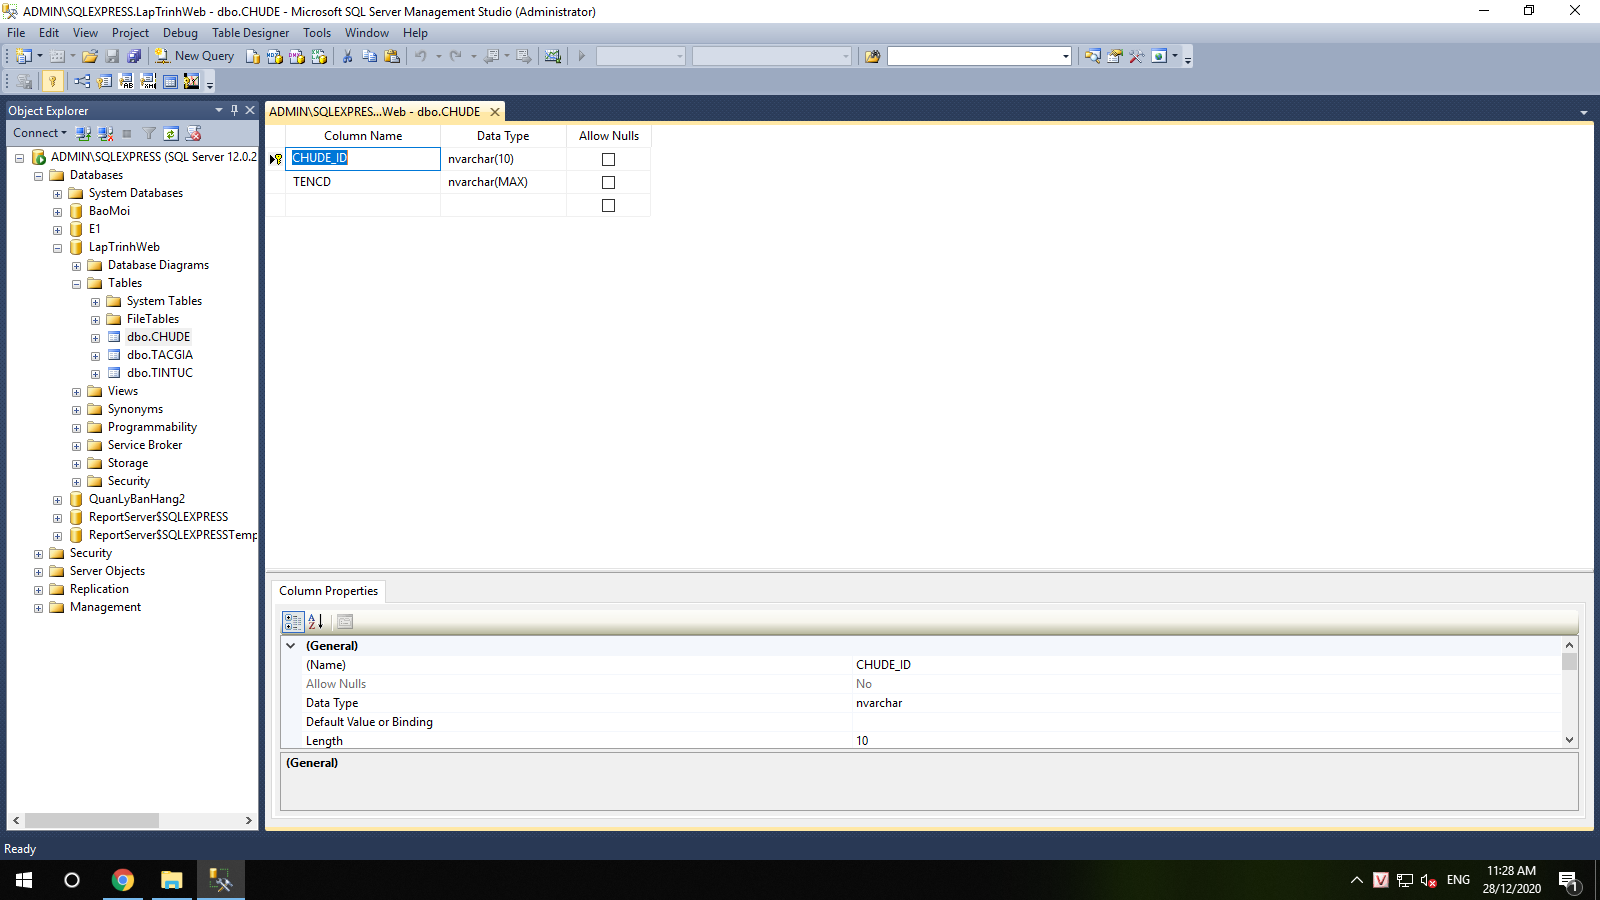 ADMIN\SQLEXPRESS.LapTrinhWeb - dbo.CHUDE - Microsoft SQL Server Management Studio (Administrator)
File Edit View Project Debug Table Designer Tools Window Help
New Query
Object Explorer
Connect
ADMIN\SQLEXPRESS (SQL Server 12.0.2
Databases
System Databases
BaoMoi
E1
LapTrinhWeb
Database Diagrams
Tables
System Tables
FileTables
dbo.CHUDE
dbo.TACGIA
dbo.TINTUC
Views
Synonyms
Programmability
Service Broker
Storage
Security
QuanLyBanHang2
ReportServer$SQLEXPRESS
ReportServer$SQLEXPRESSTemp
Security
Server Objects
Replication
Management
ADMIN\SQLEXPRES...Web - dbo.CHUDE
Column Name Data Type Allow Nulls
CHUDE_ID nvarchar(10)
TENCD nvarchar(MAX)
Column Properties
(General)
(Name) CHUDE_ID
Allow Nulls No
Data Type nvarchar
Default Value or Binding
Length 10
(General)
Ready
ENG
11:28 AM
28/12/2020
1